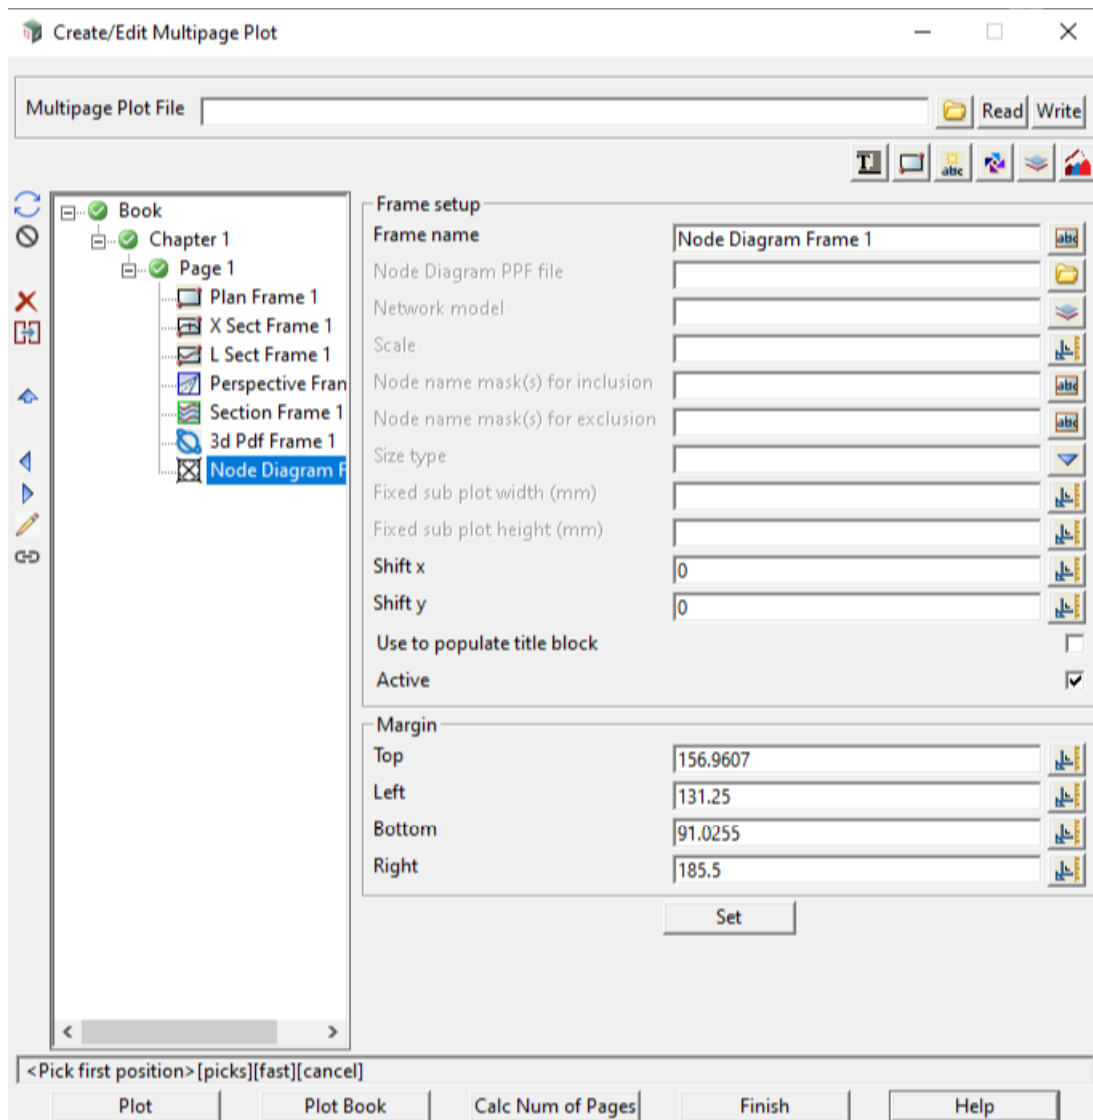 Create/Edit Multipage Plot
Multipage Plot File
Read
Write
T
abc
Book
Chapter 1
Page 1
Plan Frame 1
X Sect Frame 1
L Sect Frame 1
Perspective Fran
Section Frame 1
3d Pdf Frame 1
Node Diagram F
Frame setup
Frame name
Node Diagram Frame 1
abc
Node Diagram PPF file
Network model
Scale
Node name mask(s) for inclusion
abc
Node name mask(s) for exclusion
abc
Size type
Fixed sub plot width (mm)
Fixed sub plot height (mm)
Shift x
0
Shift y
0
Use to populate title block
Active
Margin
Top
156.9607
Left
131.25
Bottom
91.0255
Right
185.5
Set
<Pick first position>[picks][fast][cancel]
Plot
Plot Book
Calc Num of Pages
Finish
Help